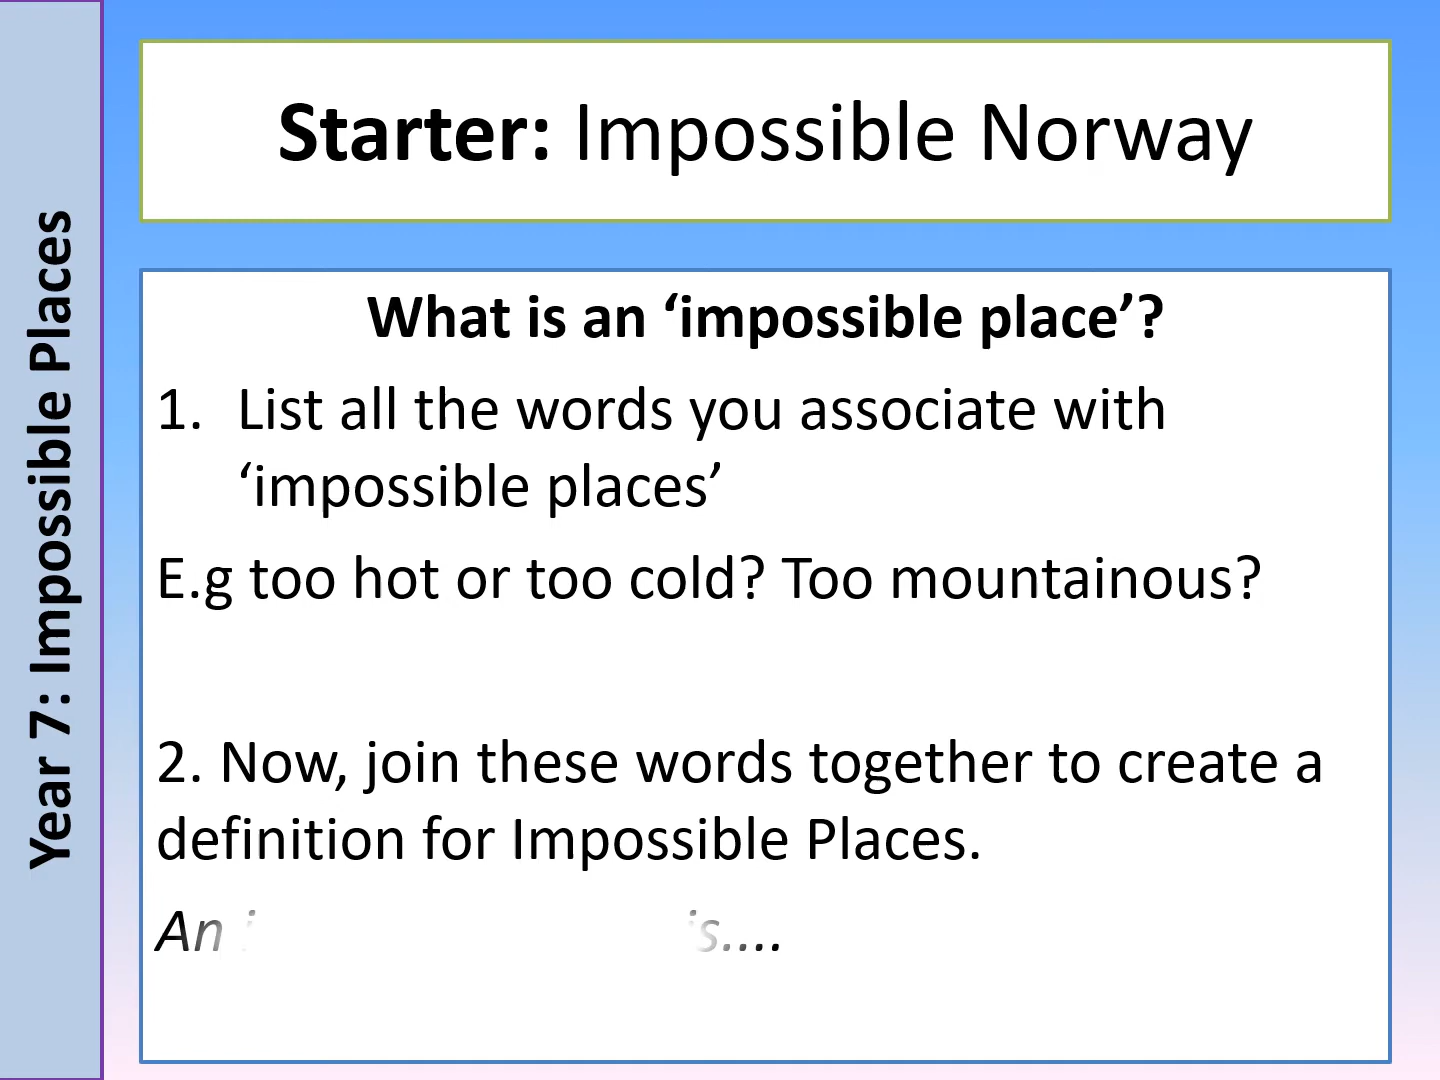 Year 7: Impossible Places
Starter: Impossible Norway
What is an ‘impossible place’?
1. List all the words you associate with
‘impossible places’
E.g too hot or too cold? Too mountainous?
2. Now, join these words together to create a
definition for Impossible Places.
An is....